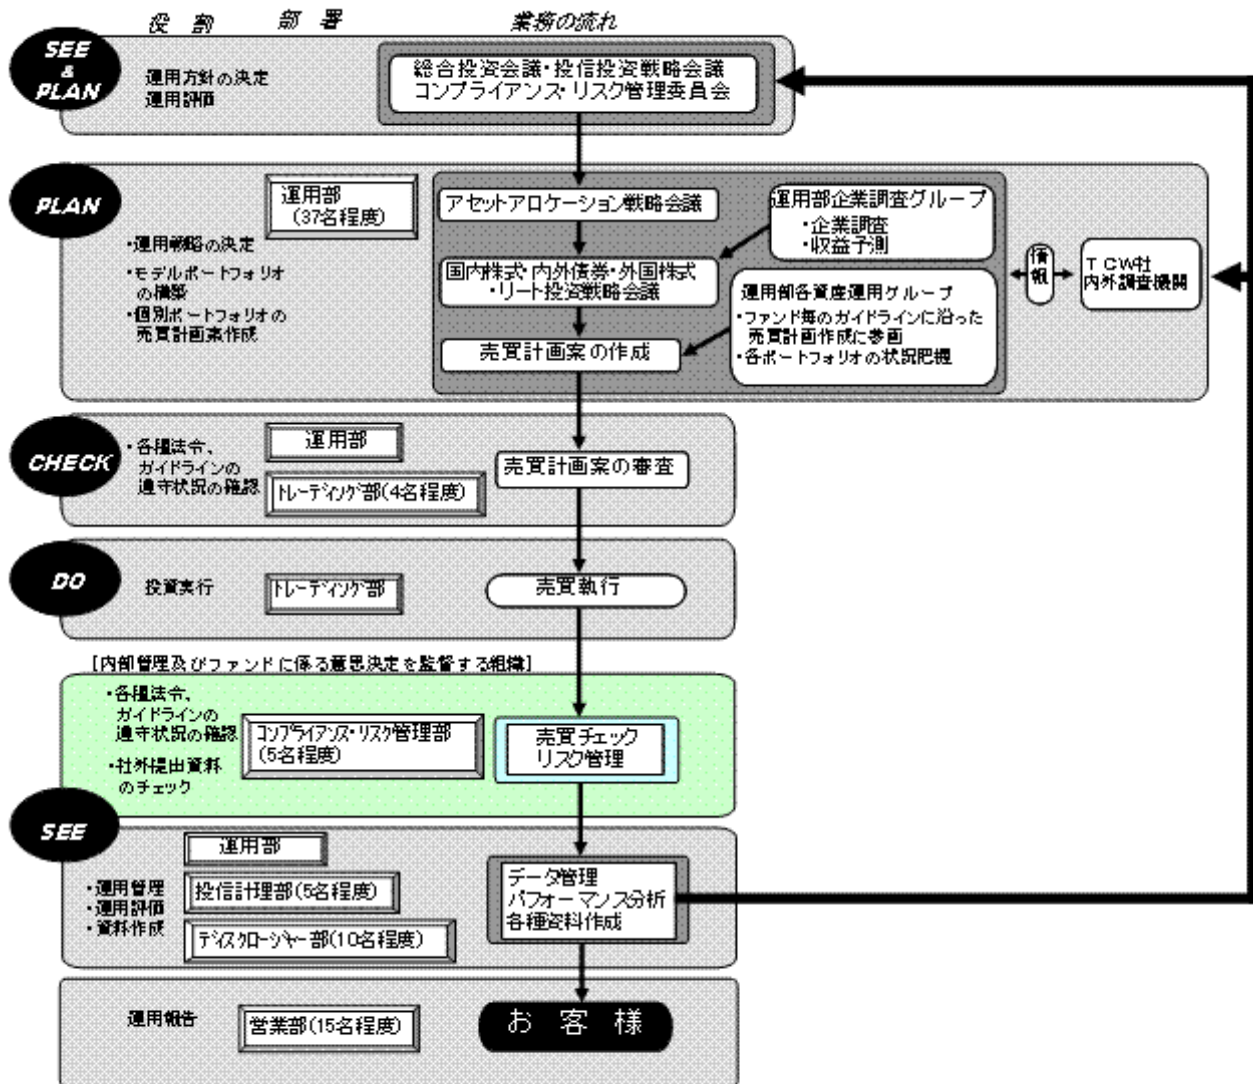 役 割
部 署
業務の流れ
SEE
&
PLAN
運用方針の決定
運用評価
総合投資会議・投信投資戦略会議
コンプライアンス・リスク管理委員会
PLAN
運用部
(37名程度)
・運用戦略の決定
・モデルポートフォリオ
の構築
・個別ポートフォリオの
売買計画案作成
アセットアロケーション戦略会議
国内株式・内外債券・外国株式
・リート投資戦略会議
売買計画案の作成
運用部企業調査グループ
・企業調査
・収益予測
運用部各資産運用グループ
・ファンド毎のガイドラインに沿った
売買計画作成に参画
・各ポートフォリオの状況把握
情報
TCW社
内外調査機関
CHECK
・各種法令、
ガイドラインの
遵守状況の確認
運用部
トレーディング部(4名程度)
売買計画案の審査
DO
投資実行
トレーディング部
売買執行
[内部管理及びファンドに係る意思決定を監督する組織]
・各種法令、
ガイドラインの
遵守状況の確認
・社外提出資料
のチェック
コンプライアンス・リスク管理部
(5名程度)
売買チェック
リスク管理
SEE
・運用管理
・運用評価
・資料作成
運用部
投信計理部(5名程度)
ディスクロージャー部(10名程度)
データ管理
パフォーマンス分析
各種資料作成
運用報告
営業部(15名程度)
お 客 様